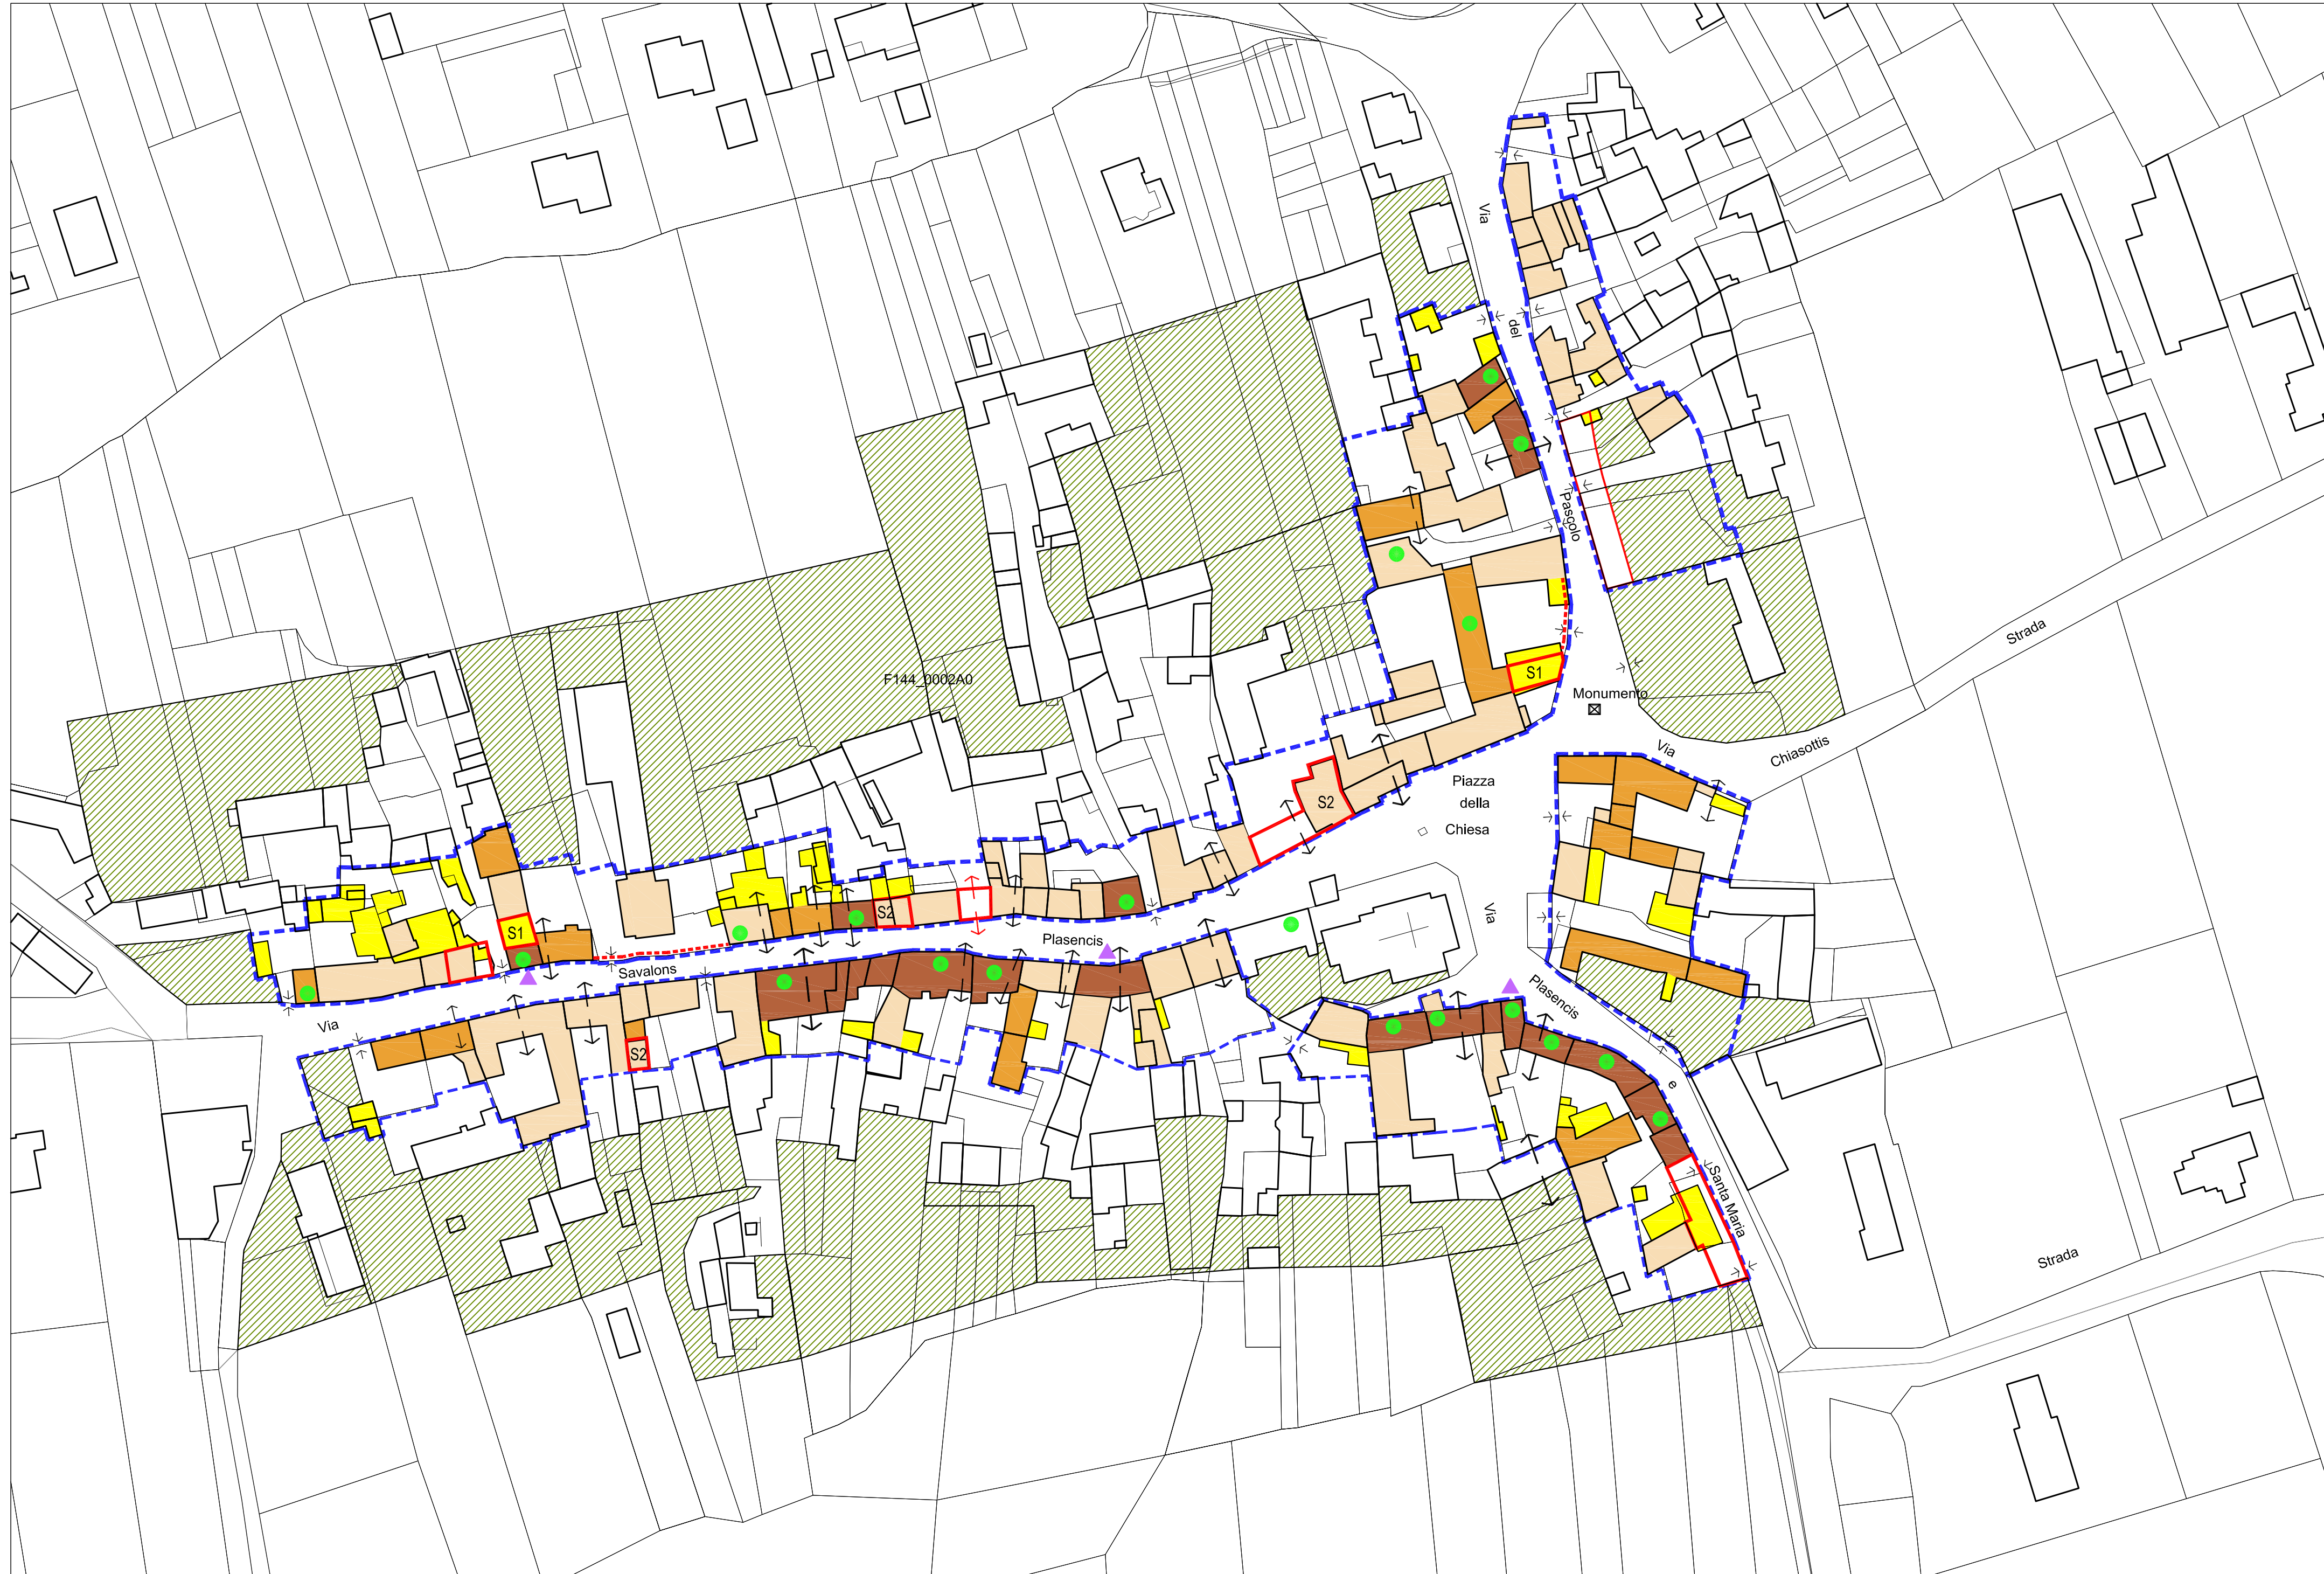 Via
del
Pascolo
Strada
S1
F144_0002A0
Monumento
Via
Chiasottis
Piazza
della
Chiesa
S2
S2
Via
S1
Plasencis
Savalons
Plasencis
Via
S2
e
Santa Maria
Strada